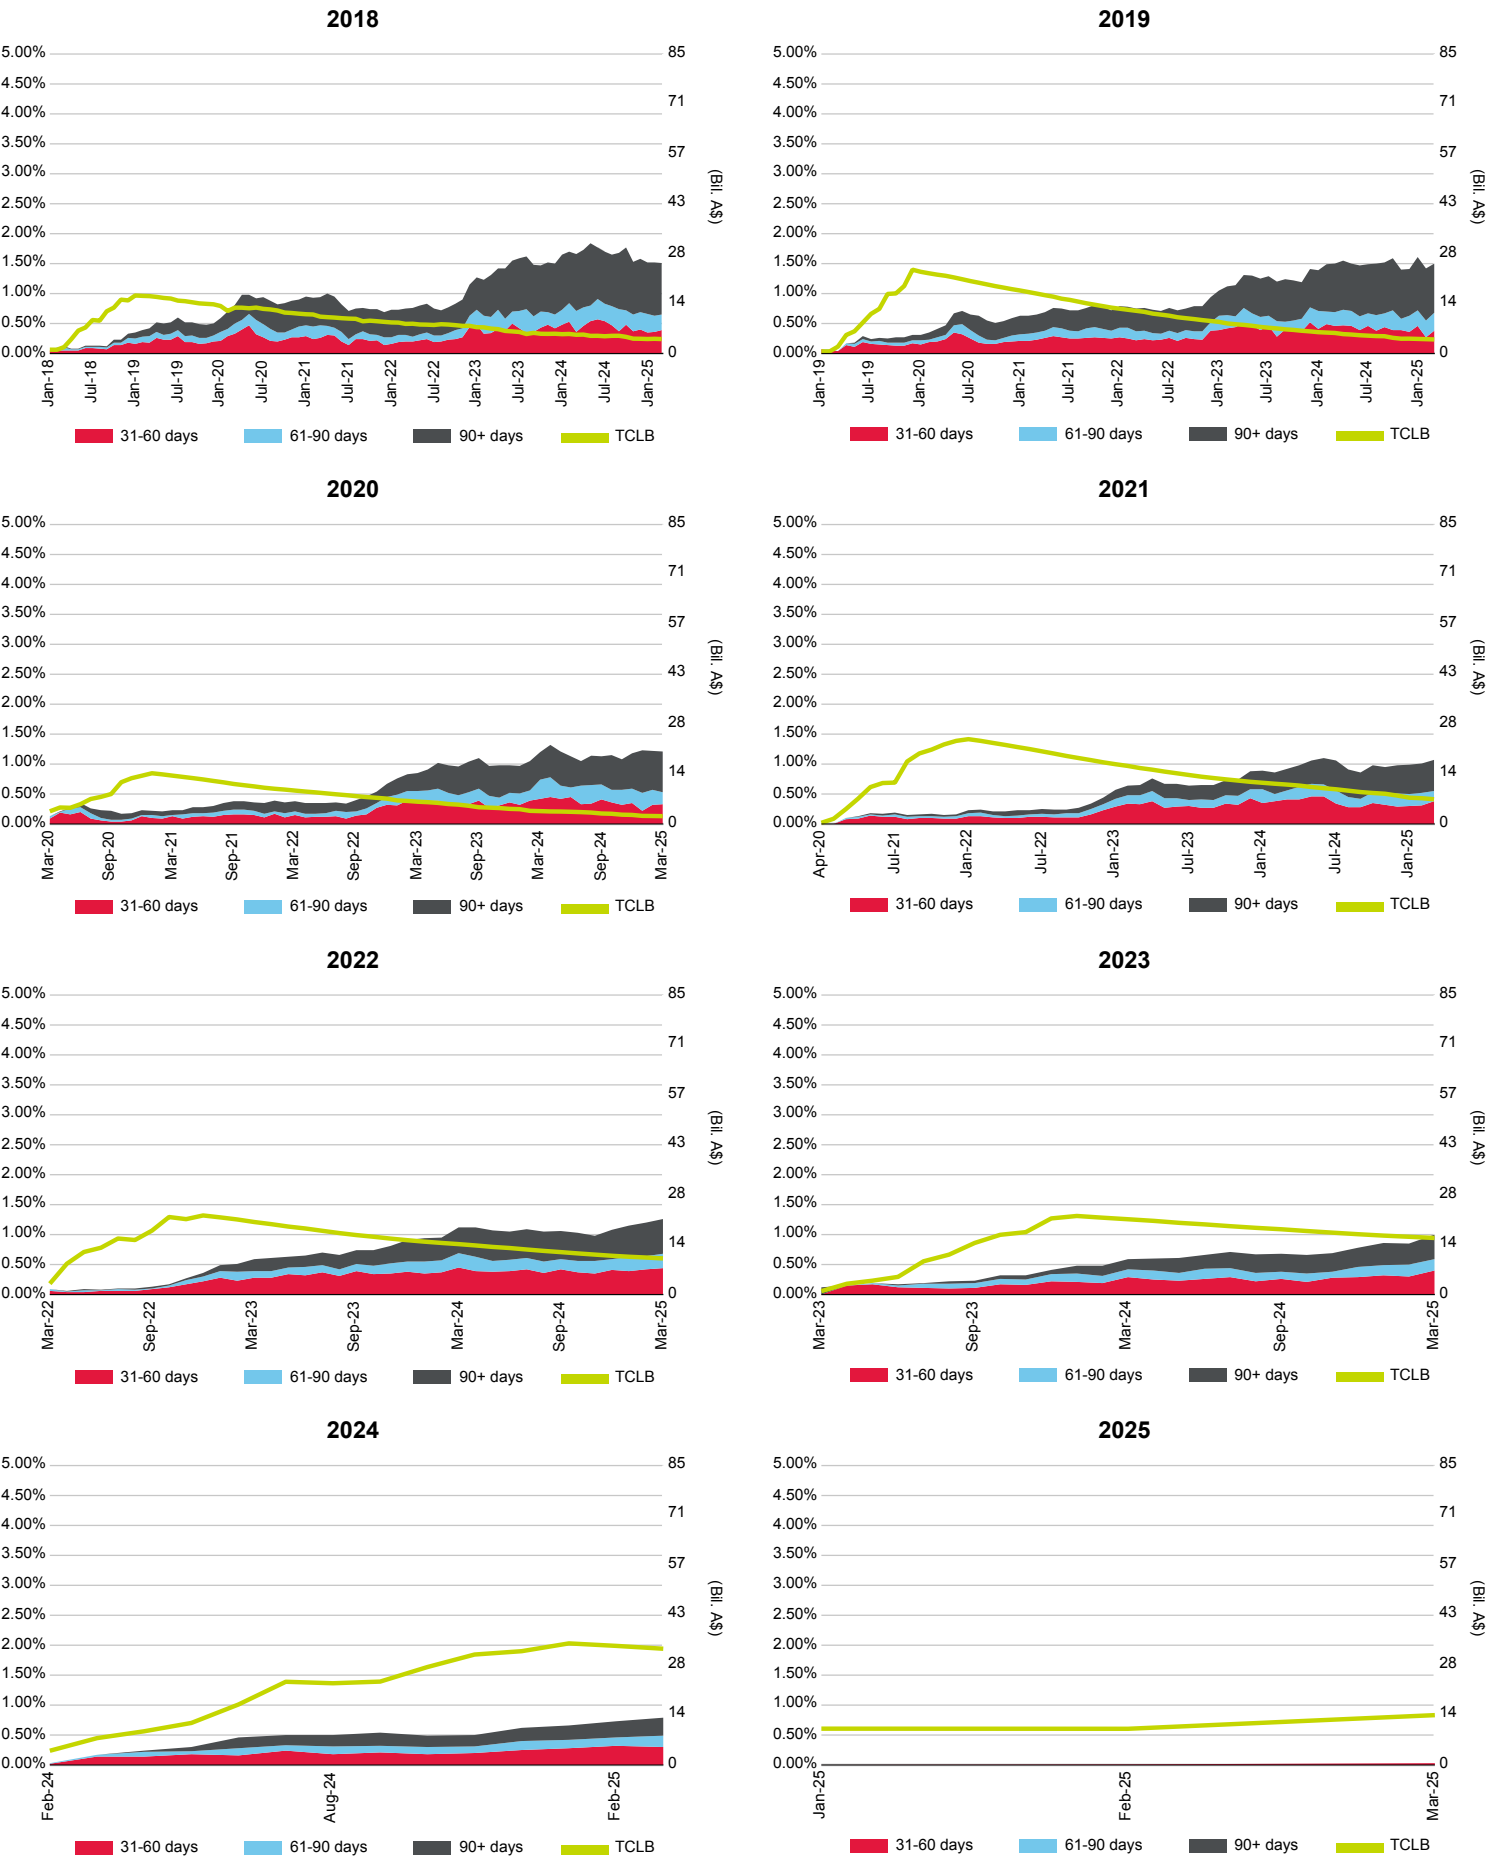 2018
5.00%
4.50%
4.00%
3.50%
3.00%
2.50%
2.00%
1.50%
1.00%
0.50%
0.00%
85
71
57
43
28
14
0
(Bil. A$)
Jan-18
Jul-18
Jan-19
Jul-19
Jan-20
Jul-20
Jan-21
Jul-21
Jan-22
Jul-22
Jan-23
Jul-23
Jan-24
Jul-24
Jan-25
31-60 days
61-90 days
90+ days
TCLB
2019
5.00%
4.50%
4.00%
3.50%
3.00%
2.50%
2.00%
1.50%
1.00%
0.50%
0.00%
85
71
57
43
28
14
0
(Bil. A$)
Jan-19
Jul-19
Jan-20
Jul-20
Jan-21
Jul-21
Jan-22
Jul-22
Jan-23
Jul-23
Jan-24
Jul-24
Jan-25
31-60 days
61-90 days
90+ days
TCLB
2020
5.00%
4.50%
4.00%
3.50%
3.00%
2.50%
2.00%
1.50%
1.00%
0.50%
0.00%
85
71
57
43
28
14
0
(Bil. A$)
Mar-20
Sep-20
Mar-21
Sep-21
Mar-22
Sep-22
Mar-23
Sep-23
Mar-24
Sep-24
Mar-25
31-60 days
61-90 days
90+ days
TCLB
2021
5.00%
4.50%
4.00%
3.50%
3.00%
2.50%
2.00%
1.50%
1.00%
0.50%
0.00%
85
71
57
43
28
14
0
(Bil. A$)
Apr-20
Jul-21
Jan-22
Jul-22
Jan-23
Jul-23
Jan-24
Jul-24
Jan-25
31-60 days
61-90 days
90+ days
TCLB
2022
5.00%
4.50%
4.00%
3.50%
3.00%
2.50%
2.00%
1.50%
1.00%
0.50%
0.00%
85
71
57
43
28
14
0
(Bil. A$)
Mar-22
Sep-22
Mar-23
Sep-23
Mar-24
Sep-24
Mar-25
31-60 days
61-90 days
90+ days
TCLB
2023
5.00%
4.50%
4.00%
3.50%
3.00%
2.50%
2.00%
1.50%
1.00%
0.50%
0.00%
85
71
57
43
28
14
0
(Bil. A$)
Mar-23
Sep-23
Mar-24
Sep-24
Mar-25
31-60 days
61-90 days
90+ days
TCLB
2024
5.00%
4.50%
4.00%
3.50%
3.00%
2.50%
2.00%
1.50%
1.00%
0.50%
0.00%
85
71
57
43
28
14
0
(Bil. A$)
Feb-24
Aug-24
Feb-25
31-60 days
61-90 days
90+ days
TCLB
2025
5.00%
4.50%
4.00%
3.50%
3.00%
2.50%
2.00%
1.50%
1.00%
0.50%
0.00%
85
71
57
43
28
14
0
(Bil. A$)
Jan-25
Feb-25
Mar-25
31-60 days
61-90 days
90+ days
TCLB